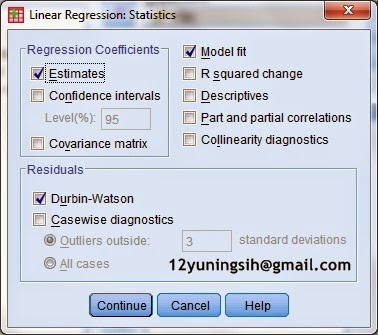 Linear Regression: Statistics
Regression Coefficients
Estimates
Confidence intervals
Level(%): 95
Covariance matrix
Model fit
R squared change
Descriptives
Part and partial correlations
Collinearity diagnostics
Residuals
Durbin-Watson
Casewise diagnostics
Outliers outside: 3 standard deviations
All cases
12yuningsih@gmail.com
Continue Cancel Help